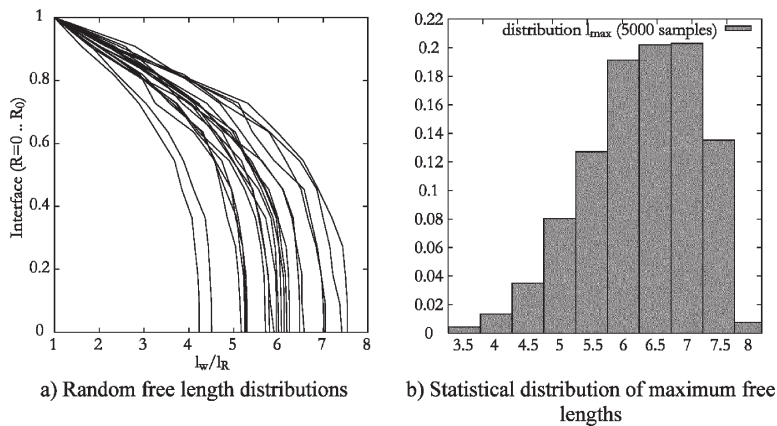 Interface (R=0 .. R0)
1
0.8
0.6
0.4
0.2
0
1 2 3 4 5 6 7 8
lw/lR
a) Random free length distributions
distribution lmax (5000 samples)
0.22
0.2
0.18
0.16
0.14
0.12
0.1
0.08
0.06
0.04
0.02
0
3.5 4 4.5 5 5.5 6 6.5 7 7.5 8
b) Statistical distribution of maximum free
lengths